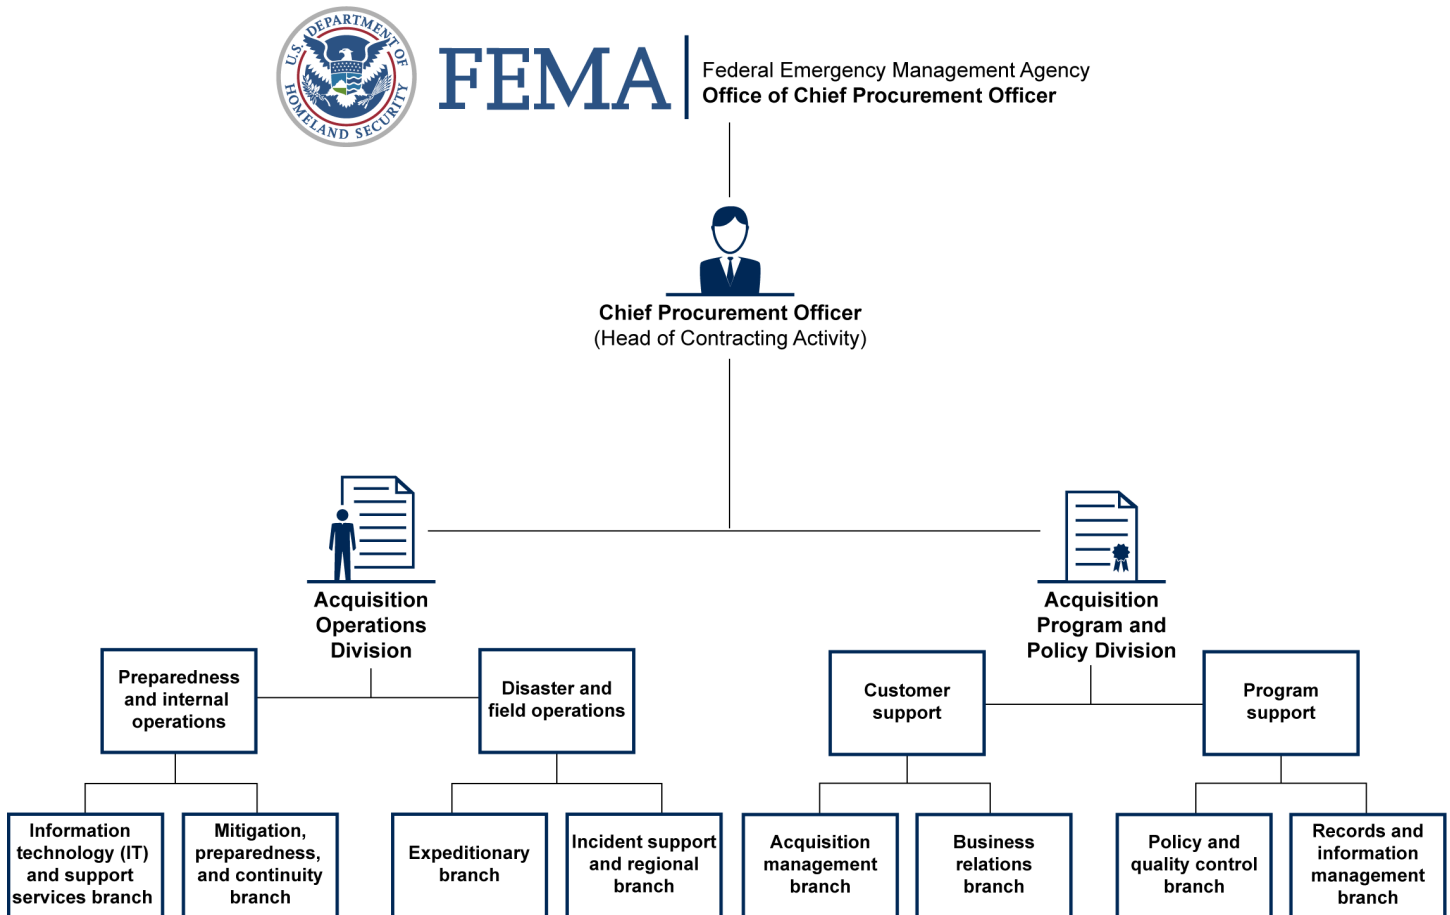 U.S. DEPARTMENT OF
HOMELAND SECURITY
FEMA
Federal Emergency Management Agency
Office of Chief Procurement Officer
Chief Procurement Officer
(Head of Contracting Activity)
Acquisition
Operations
Division
Acquisition
Program and
Policy Division
Preparedness
and internal
operations
Disaster and
field operations
Customer
support
Program
support
Information
technology (IT)
and support
services branch
Mitigation,
preparedness,
and continuity
branch
Expeditionary
branch
Incident support
and regional
branch
Acquisition
management
branch
Business
relations
branch
Policy and
quality control
branch
Records and
information
management
branch